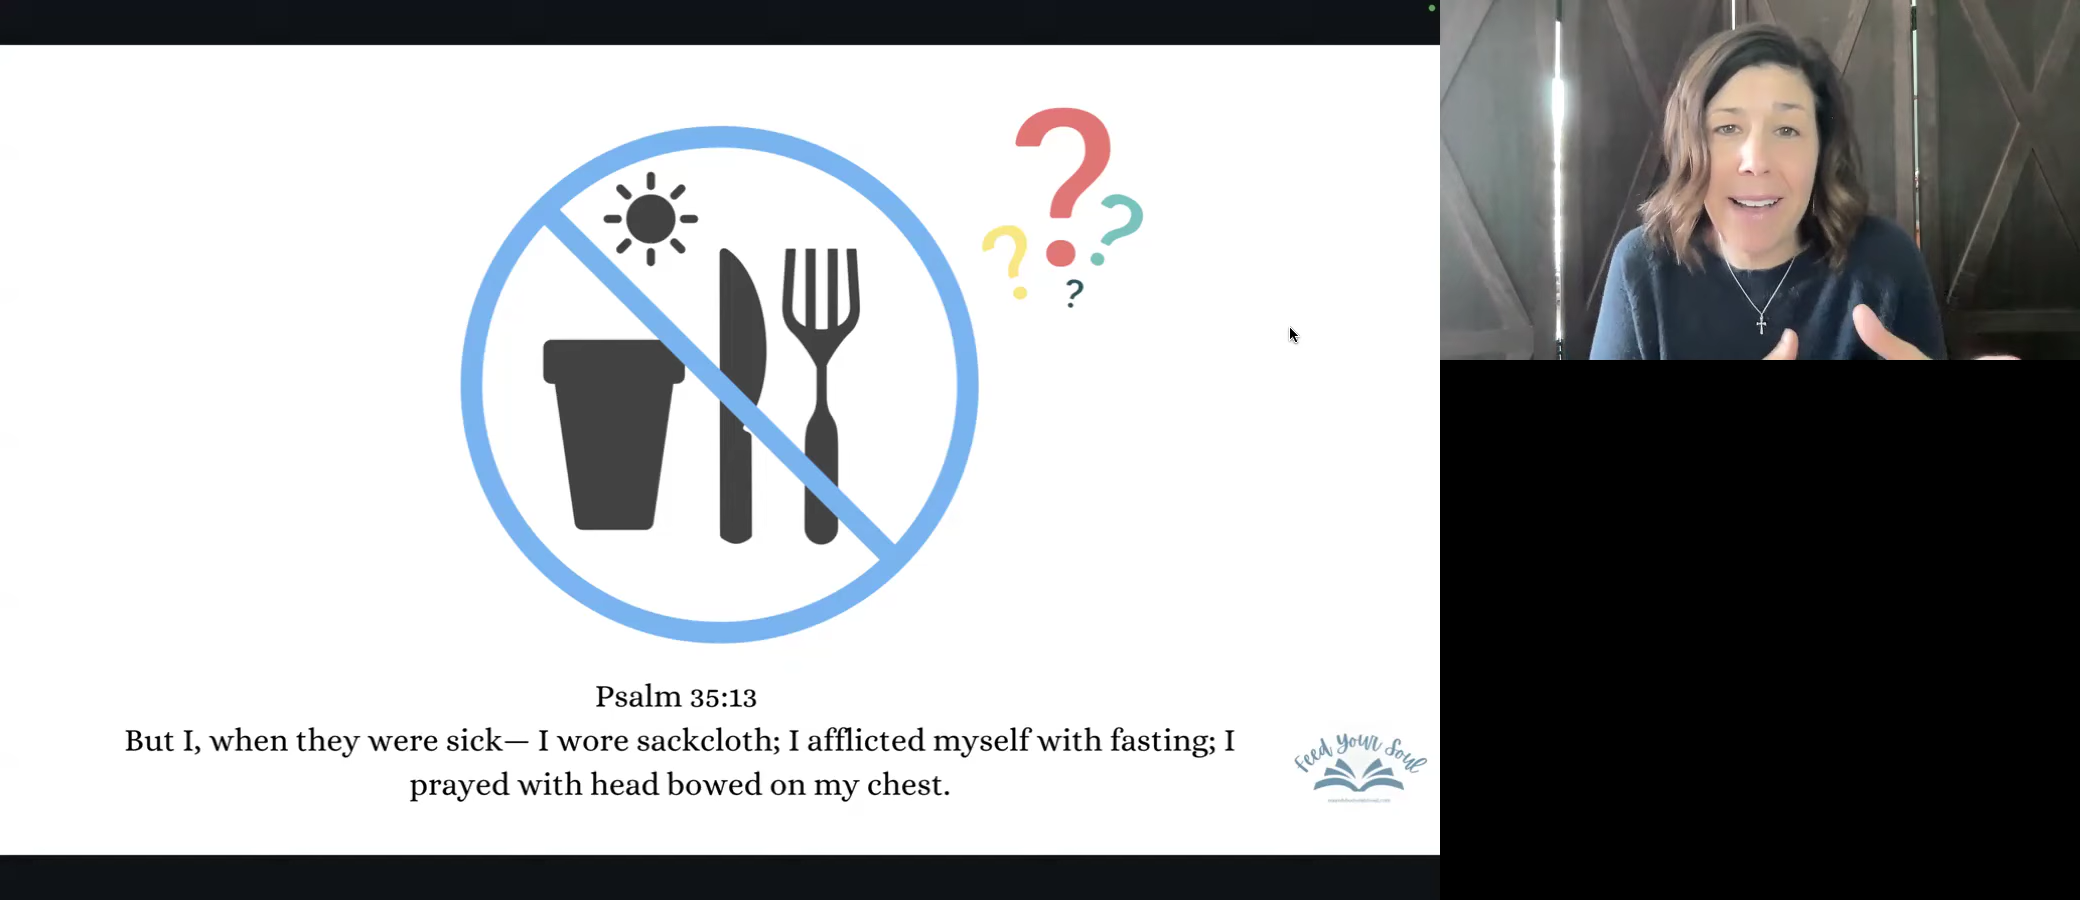 ?
?
?
?
Psalm 35:13
But I, when they were sick— I wore sackcloth; I afflicted myself with fasting; I
prayed with head bowed on my chest.
Feed Your Soul